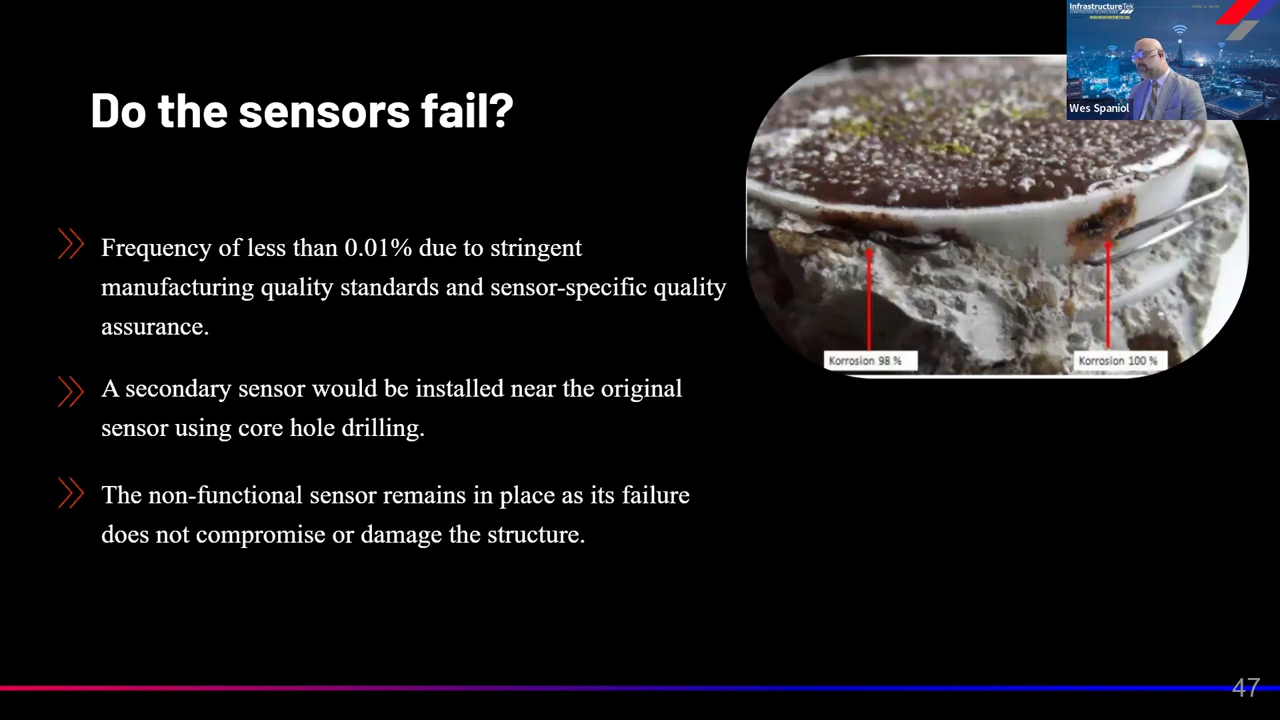 InfrastructureTek
Wes Spaniol
Do the sensors fail?
Frequency of less than 0.01% due to stringent
manufacturing quality standards and sensor-specific quality
assurance.
A secondary sensor would be installed near the original
sensor using core hole drilling.
The non-functional sensor remains in place as its failure
does not compromise or damage the structure.
Korrosion 98 %
Korrosion 100 %
47